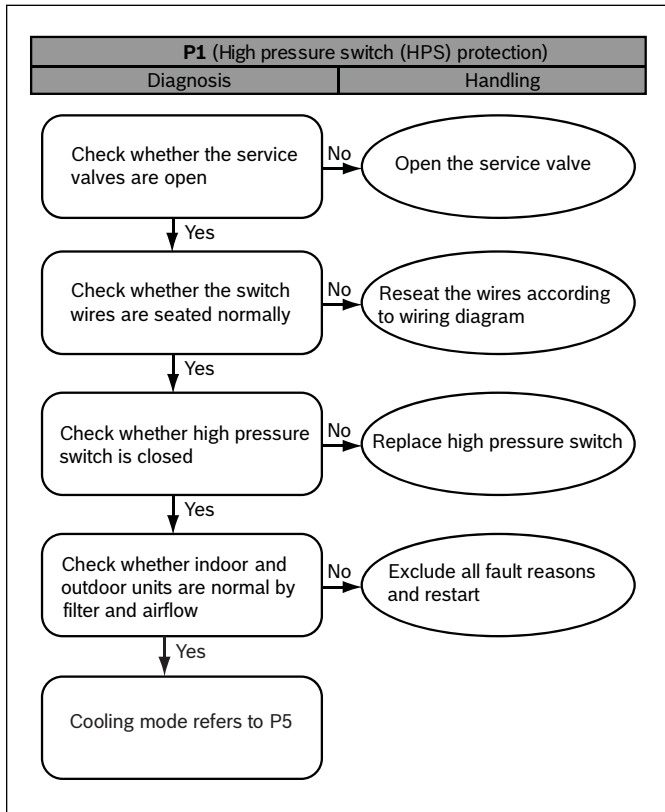 P1 (High pressure switch (HPS) protection)
Diagnosis
Handling
Check whether the service
valves are open
No
Open the service valve
Yes
Check whether the switch
wires are seated normally
No
Reseat the wires according
to wiring diagram
Yes
Check whether high pressure
switch is closed
No
Replace high pressure switch
Yes
Check whether indoor and
outdoor units are normal by
filter and airflow
No
Exclude all fault reasons
and restart
Yes
Cooling mode refers to P5